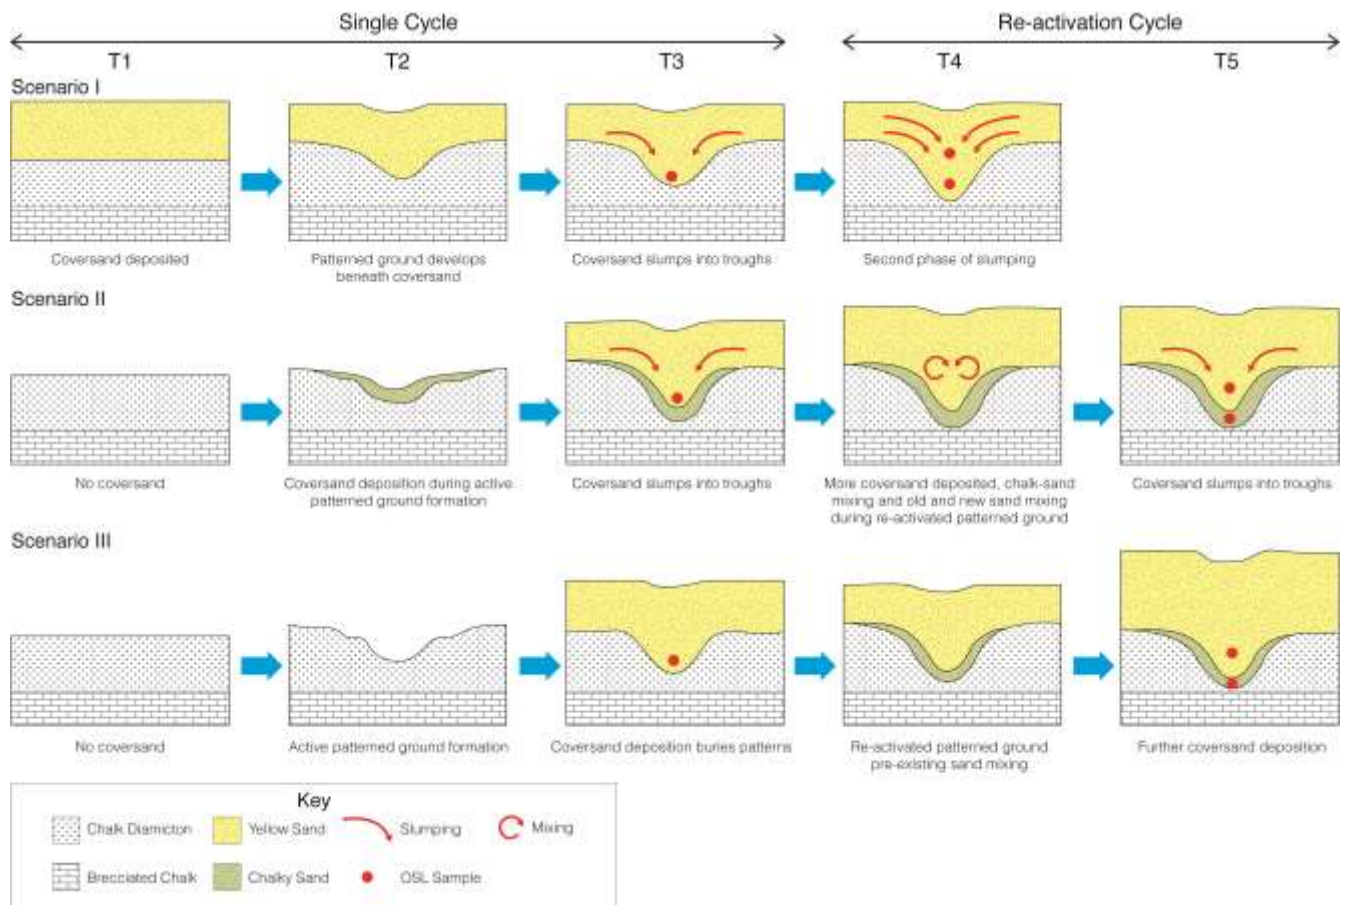 Single Cycle
Re-activation Cycle
T1
T2
T3
T4
T5
Scenario I
Coversand deposited
Patterned ground develops
beneath coversand
Coversand slumps into troughs
Second phase of slumping
Scenario II
No coversand
Coversand deposition during active
patterned ground formation
Coversand slumps into troughs
More coversand deposited, chalk-sand
mixing and old and new sand mixing
during re-activated patterned ground
Coversand slumps into troughs
Scenario III
No coversand
Active patterned ground formation
Coversand deposition buries patterns
Re-activated patterned ground
pre-existing sand mixing
Further coversand deposition
Key
Chalk Diamicton
Yellow Sand
Slumping
Mixing
Brecciated Chalk
Chalky Sand
OSL Sample